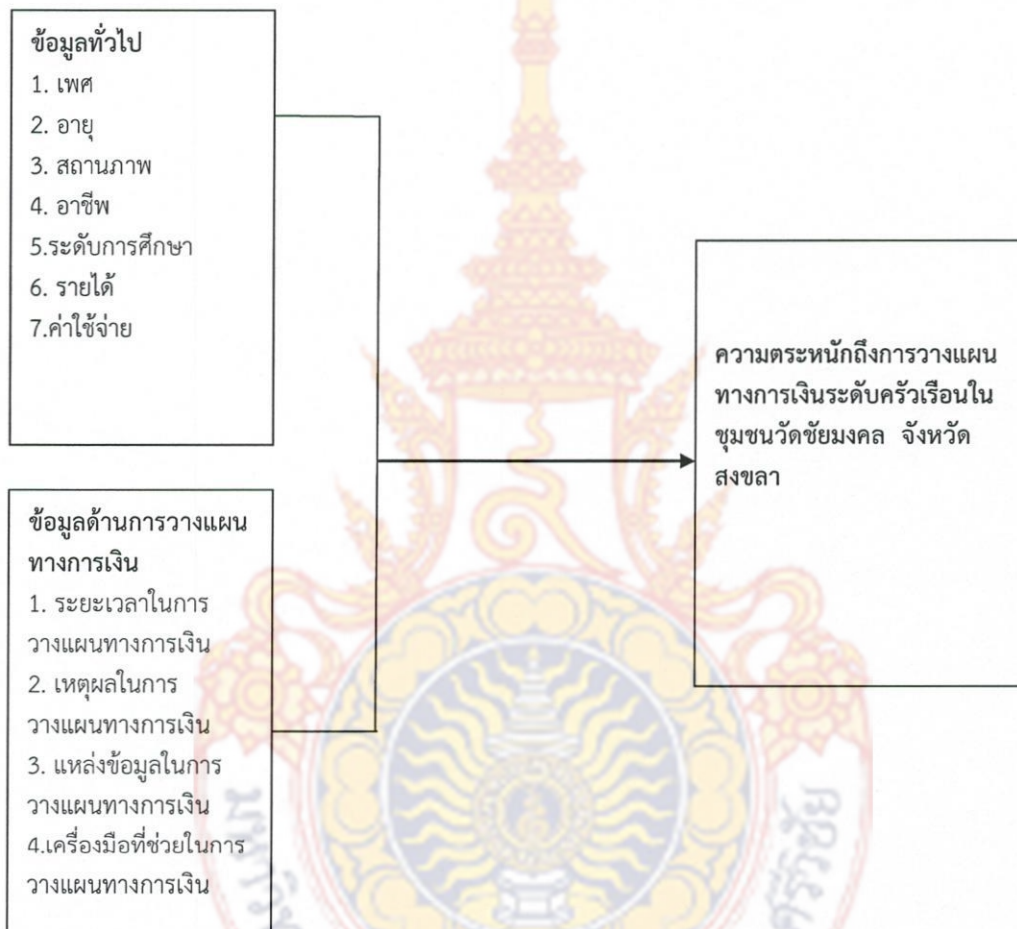 ข้อมูลทั่วไป
1. เพศ
2. อายุ
3. สถานภาพ
4. อาชีพ
5.ระดับการศึกษา
6. รายได้
7.ค่าใช้จ่าย
ความตระหนักถึงการวางแผน
ทางการเงินระดับครัวเรือนใน
ชุมชนวัดชัยมงคล จังหวัด
สงขลา
ข้อมูลด้านการวางแผน
ทางการเงิน
1. ระยะเวลาในการ
วางแผนทางการเงิน
2. เหตุผลในการ
วางแผนทางการเงิน
3. แหล่งข้อมูลในการ
วางแผนทางการเงิน
4.เครื่องมือที่ช่วยในการ
วางแผนทางการเงิน